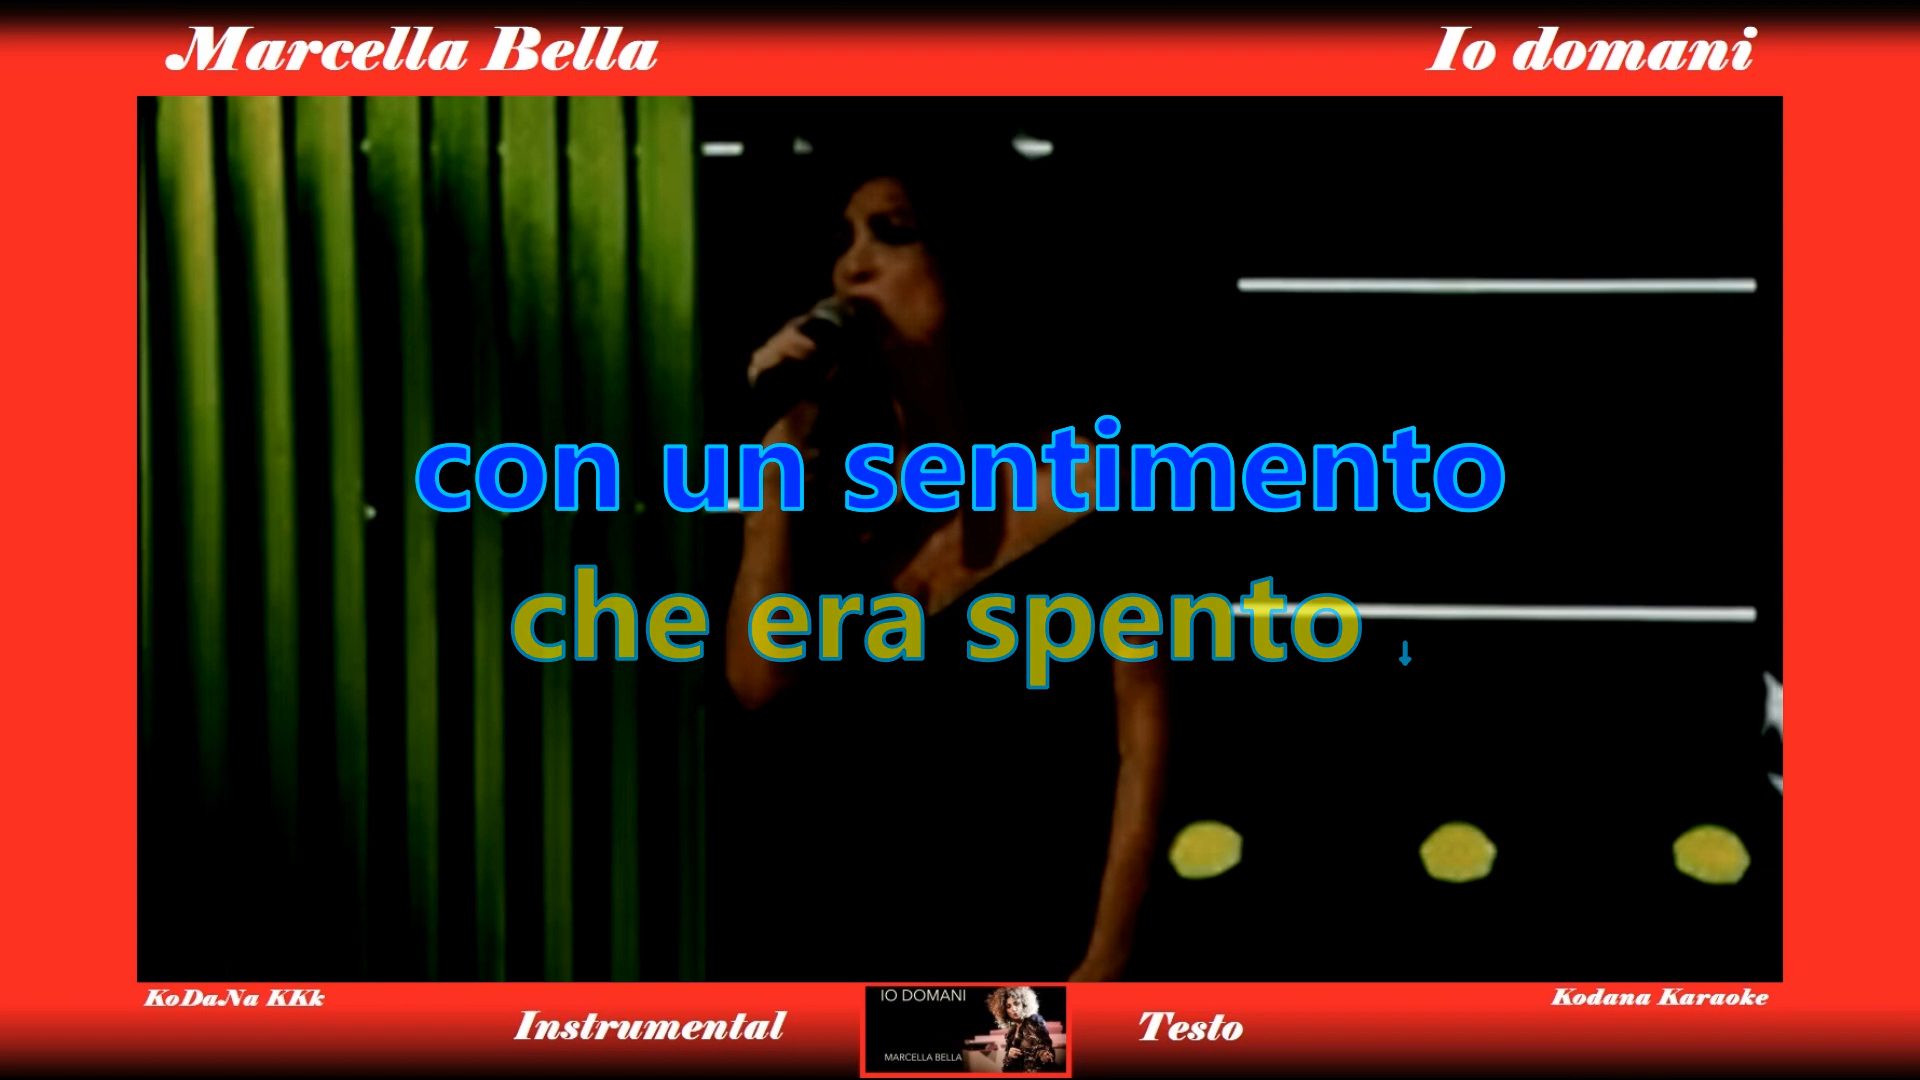 Marcella Bella
Io domani
con un sentimento
che era spento ↓
KoDaNa KKk
Kodana Karaoke
Instrumental
IO DOMANI
MARCELLA BELLA
Testo